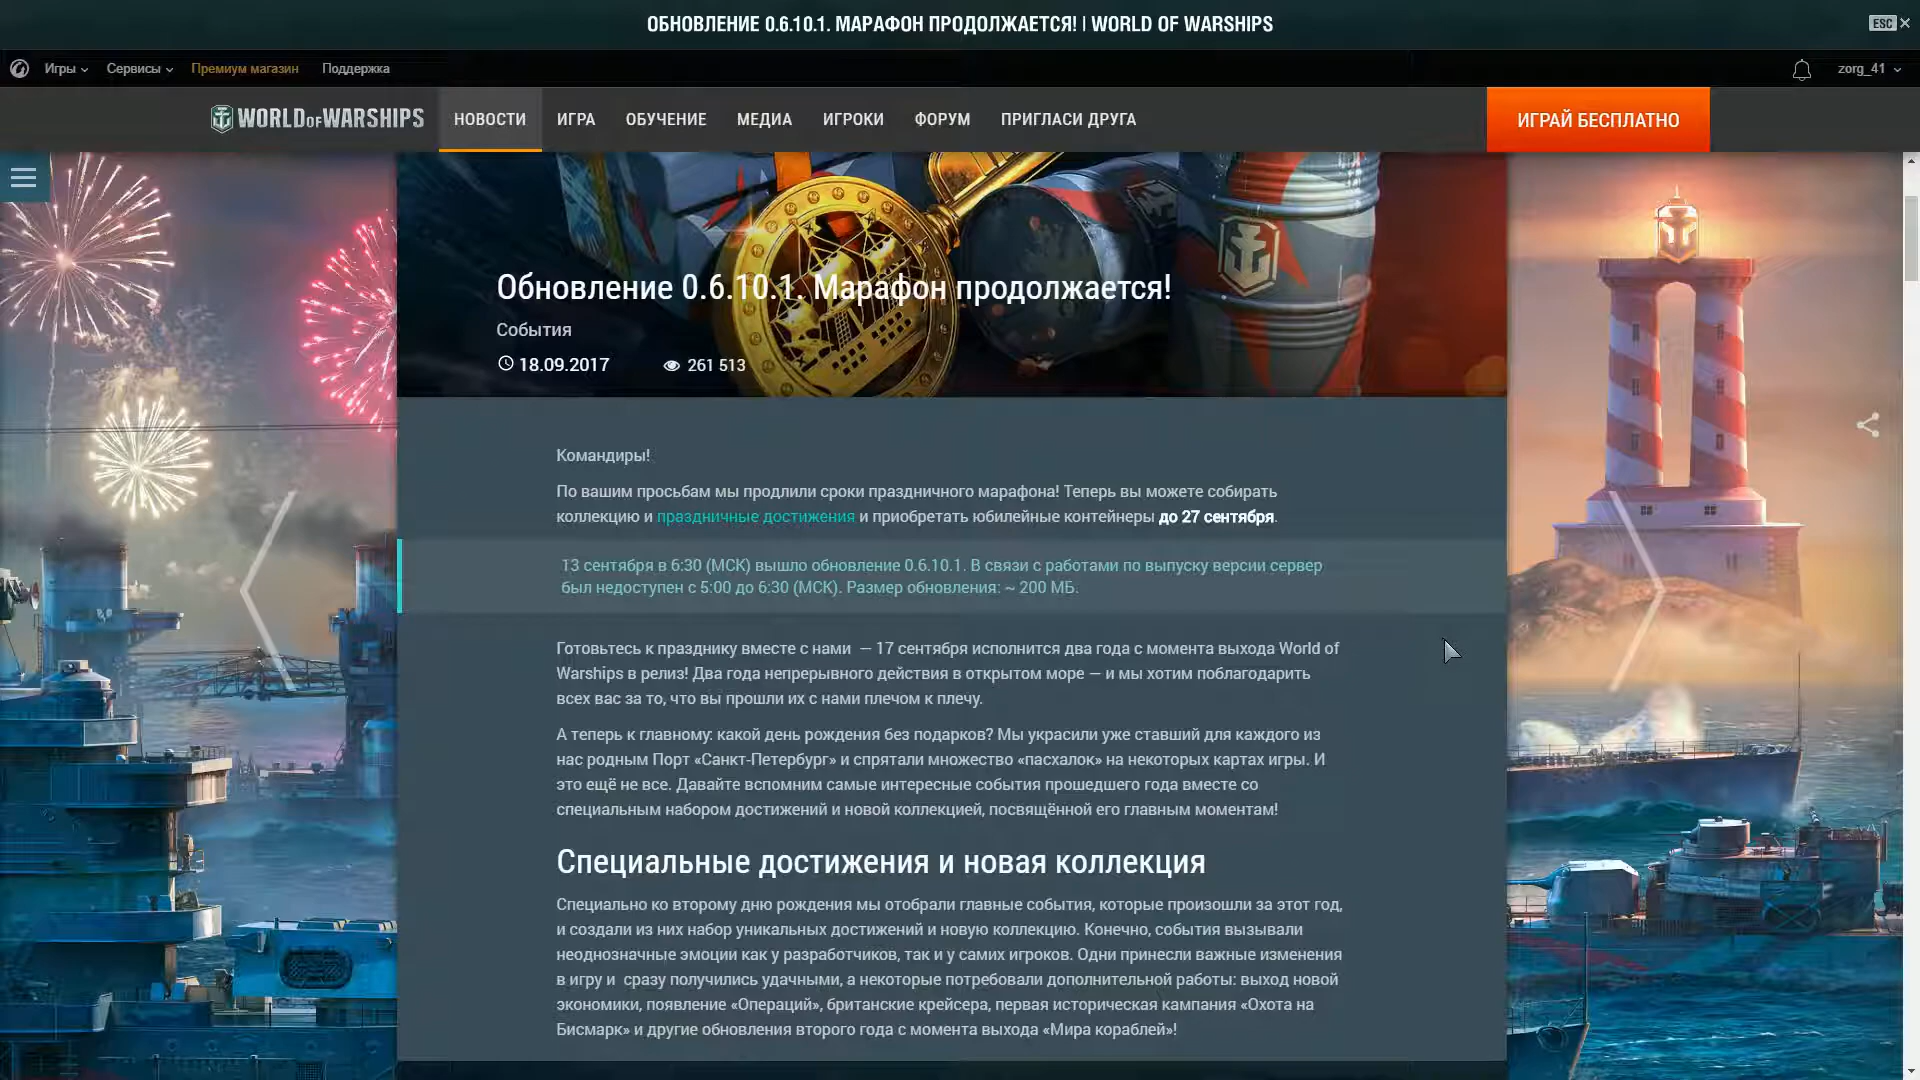 ОБНОВЛЕНИЕ 0.6.10.1. МАРАФОН ПРОДОЛЖАЕТСЯ! | WORLD OF WARSHIPS
ESC
Игры
Сервисы
Премиум магазин
Поддержка
zorg_41
WORLD OF WARSHIPS
НОВОСТИ
ИГРА
ОБУЧЕНИЕ
МЕДИА
ИГРОКИ
ФОРУМ
ПРИГЛАСИ ДРУГА
ИГРАЙ БЕСПЛАТНО
Обновление 0.6.10.1. Марафон продолжается!
События
18.09.2017
261 513
Командиры!
По вашим просьбам мы продлили сроки праздничного марафона! Теперь вы можете собирать
коллекцию и праздничные достижения и приобретать юбилейные контейнеры до 27 сентября.
13 сентября в 6:30 (МСК) вышло обновление 0.6.10.1. В связи с работами по выпуску версии сервер
был недоступен с 5:00 до 6:30 (МСК). Размер обновления: ~ 200 МБ.
Готовьтесь к празднику вместе с нами — 17 сентября исполнится два года с момента выхода World of
Warships в релиз! Два года непрерывного действия в открытом море — и мы хотим поблагодарить
всех вас за то, что вы прошли их с нами плечом к плечу.
А теперь к главному: какой день рождения без подарков? Мы украсили уже ставший для каждого из
нас родным Порт «Санкт-Петербург» и спрятали множество «пасхалок» на некоторых картах игры. И
это ещё не все. Давайте вспомним самые интересные события прошедшего года вместе со
специальным набором достижений и новой коллекцией, посвящённой его главным моментам!
Специальные достижения и новая коллекция
Специально ко второму дню рождения мы отобрали главные события, которые произошли за этот год,
и создали из них набор уникальных достижений и новую коллекцию. Конечно, события вызывали
неоднозначные эмоции как у разработчиков, так и у самих игроков. Одни принесли важные изменения
в игру и сразу получились удачными, а некоторые потребовали дополнительной работы: выход новой
экономики, появление «Операций», британские крейсера, первая историческая кампания «Охота на
Бисмарк» и другие обновления второго года с момента выхода «Мира кораблей»!